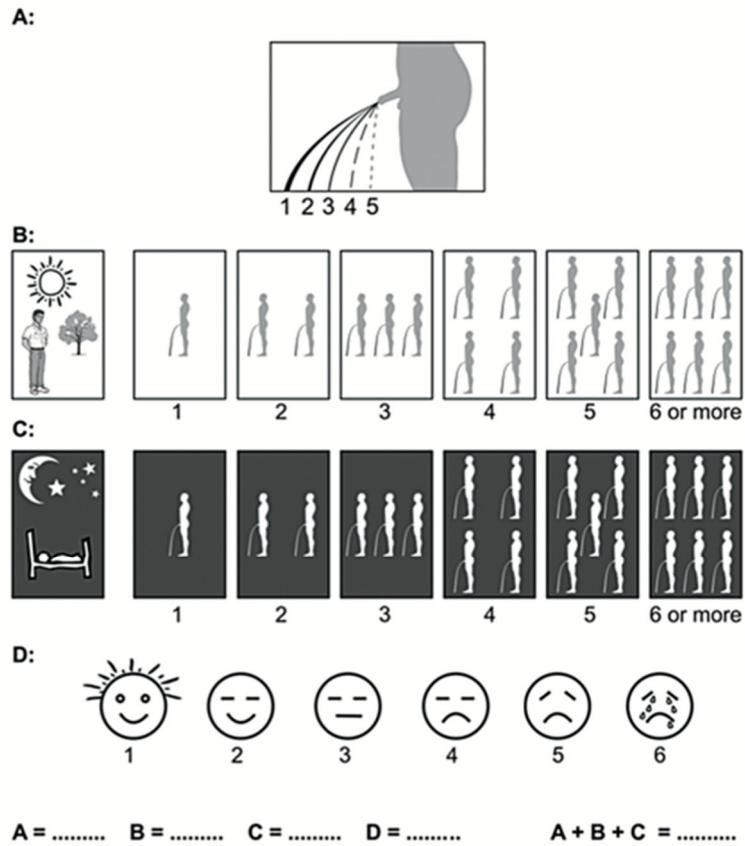 A:
1 2 3 4 5
B:
1 2 3 4 5 6 or more
C:
1 2 3 4 5 6 or more
D:
1 2 3 4 5 6
A = ......... B = ......... C = ......... D = ......... A + B + C = ..........